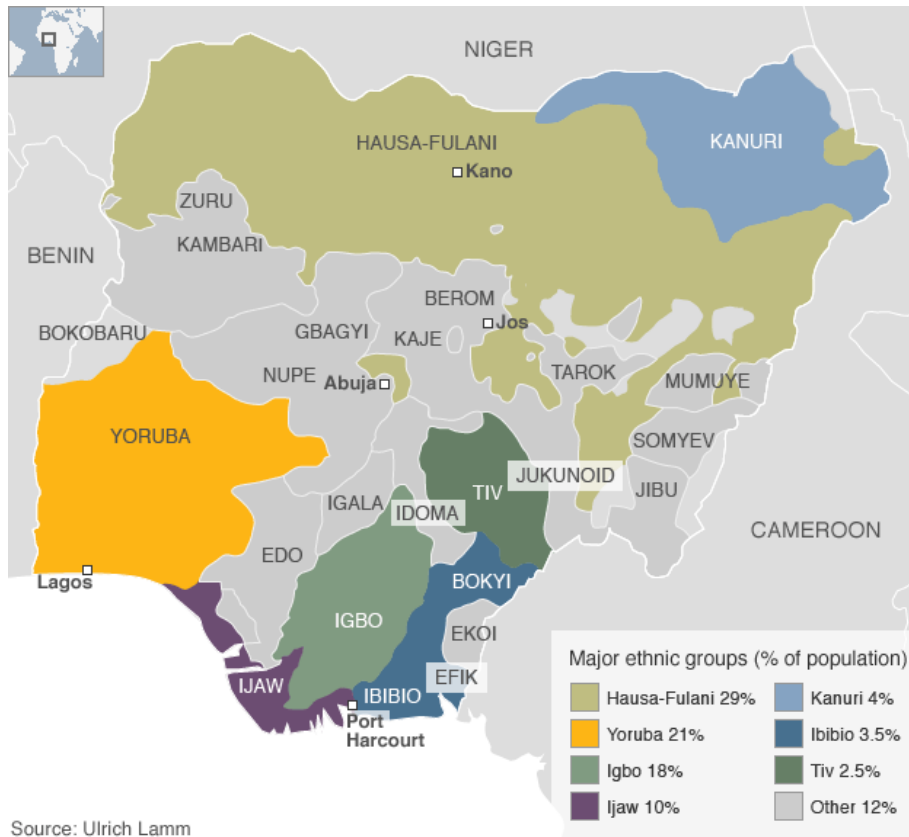 NIGER
KANURI
HAUSA-FULANI
Kano
ZURU
KAMBARI
BENIN
BEROM
BOKOBARU
GBAGYI
KAJE
Jos
NUPE
Abuja
TAROK
MUMUYE
YORUBA
SOMYEV
JUKUNOID
TIV
JIBU
IGALA
IDOMA
CAMEROON
EDO
Lagos
BOKYI
IGBO
EKOI
EFIK
IJAW
IBIBIO
Port
Harcourt
Major ethnic groups (% of population)
Hausa-Fulani 29%
Kanuri 4%
Yoruba 21%
Ibibio 3.5%
Igbo 18%
Tiv 2.5%
Ijaw 10%
Other 12%
Source: Ulrich Lamm